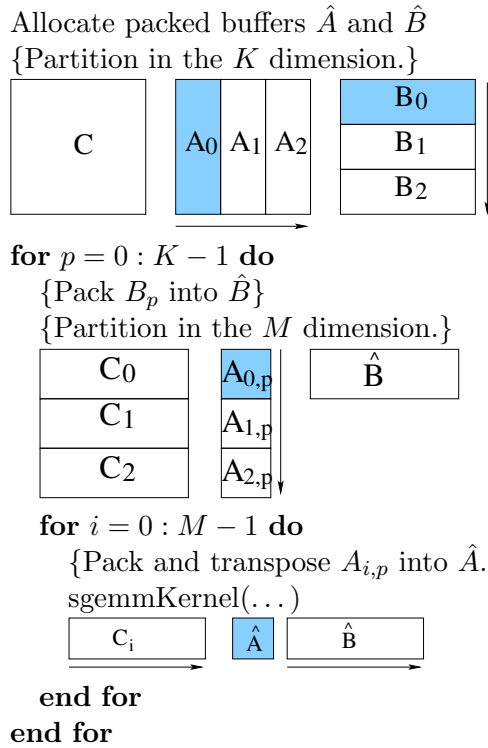 Allocate packed buffers Â and B̂
{Partition in the K dimension.}
C A0 A1 A2 B0
B1
B2
for p = 0 : K − 1 do
{Pack Bp into B̂}
{Partition in the M dimension.}
C0 A0,p B̂
C1 A1,p
C2 A2,p
for i = 0 : M − 1 do
{Pack and transpose Ai,p into Â.
sgemmKernel(. . . )
Ci Â B̂
end for
end for